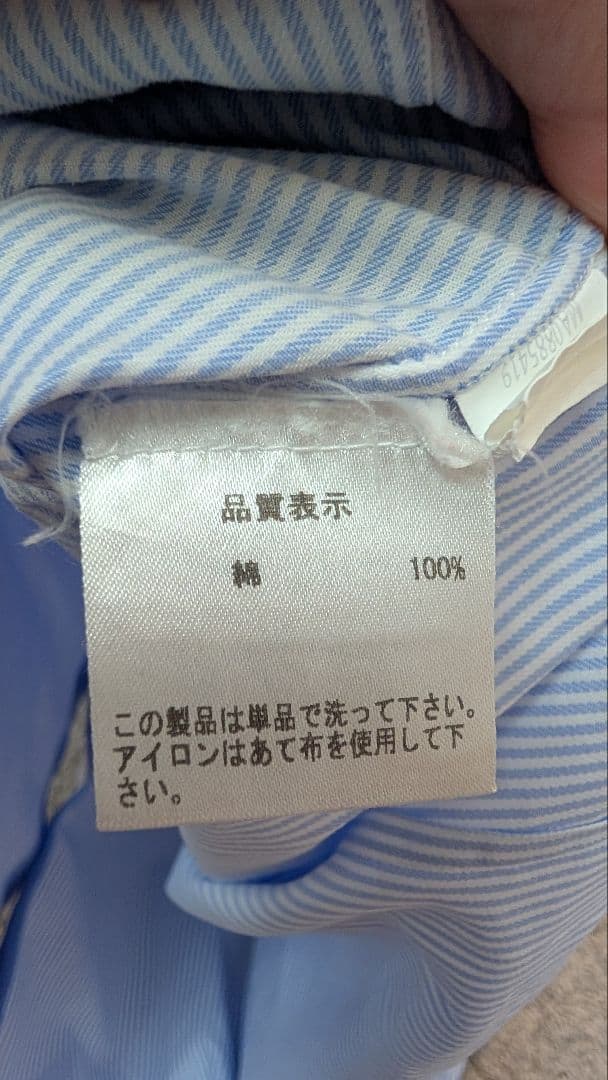 MA0885419
品質表示
綿 100%
この製品は単品で洗って下さい。
アイロンはあて布を使用して下
さい。